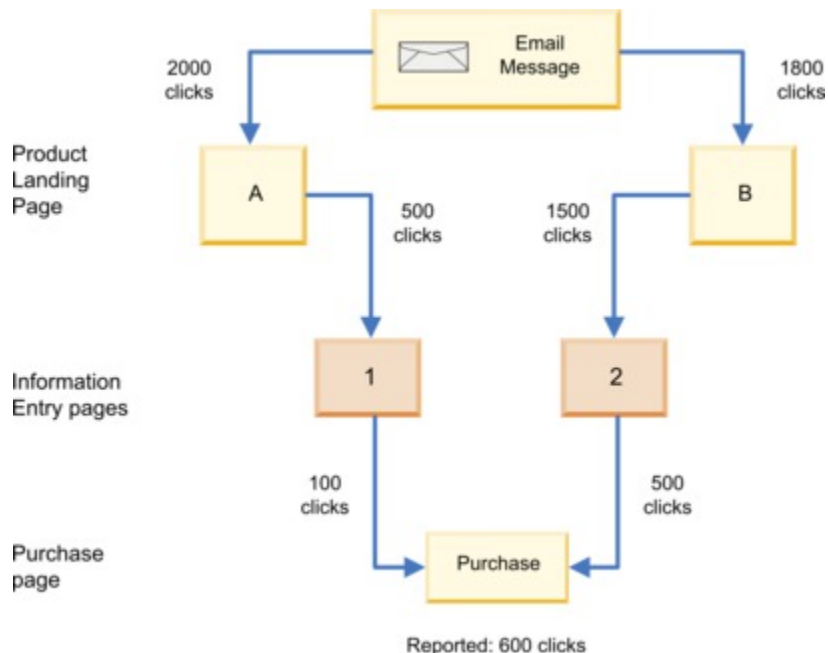 Email
Message
2000
clicks
1800
clicks
Product
Landing
Page
A
B
500
clicks
1500
clicks
Information
Entry pages
1
2
100
clicks
500
clicks
Purchase
page
Purchase
Reported: 600 clicks